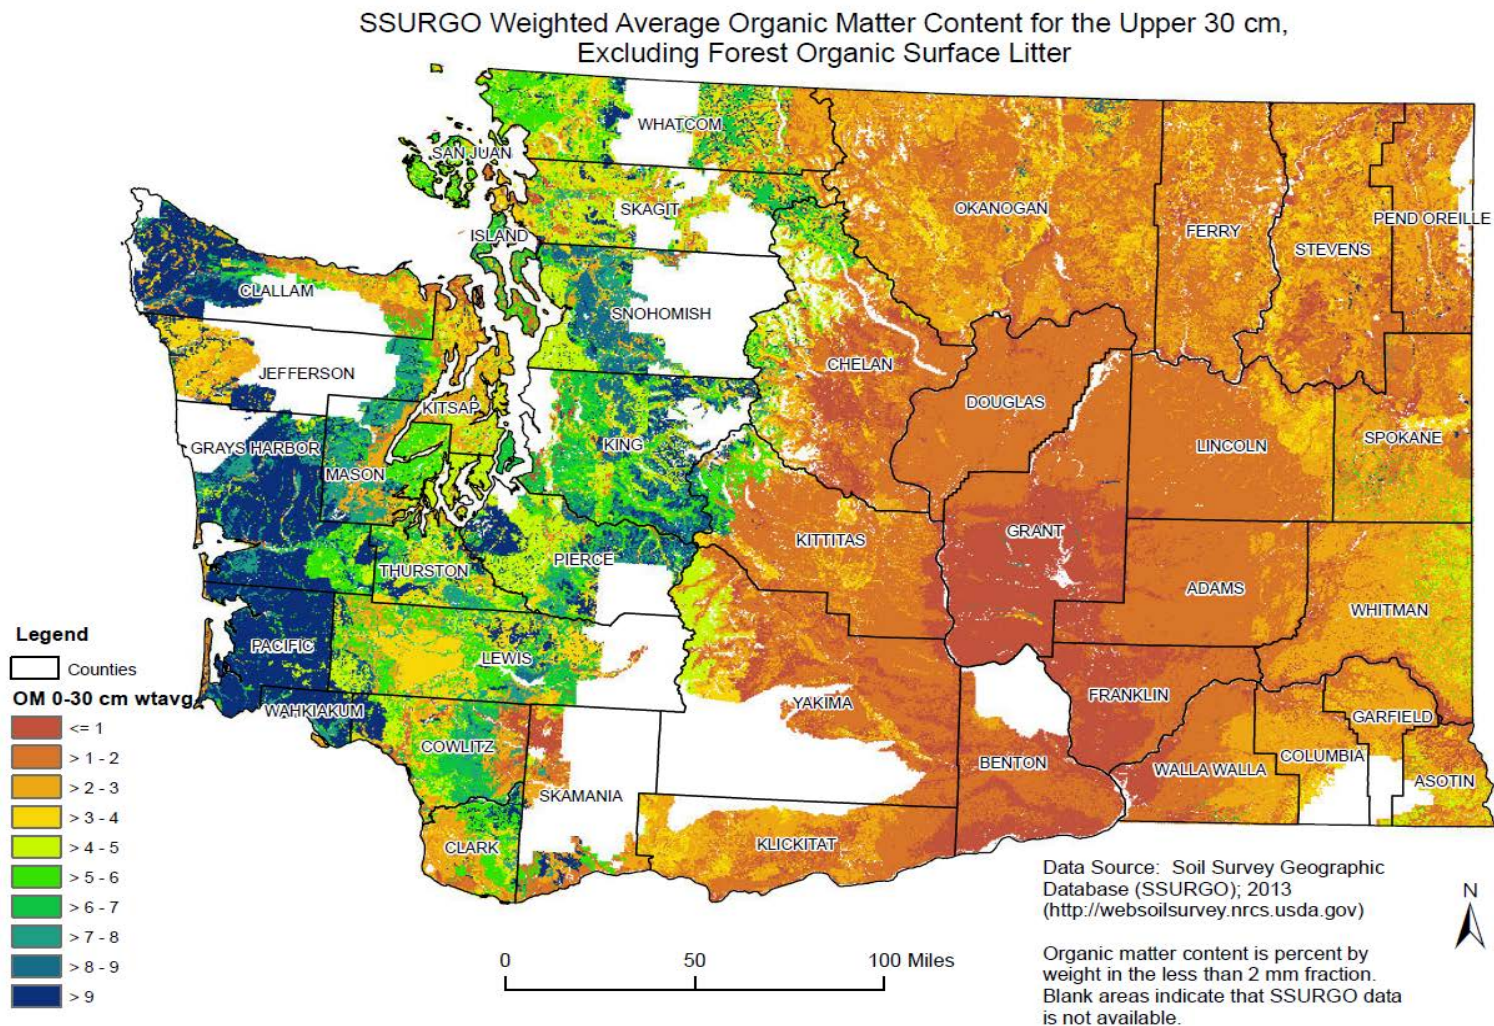 SSURGO Weighted Average Organic Matter Content for the Upper 30 cm,
Excluding Forest Organic Surface Litter
WHATCOM
SAN JUAN
SKAGIT
ISLAND
OKANOGAN
FERRY
STEVENS
PEND OREILLE
CLALLAM
SNOHOMISH
JEFFERSON
CHELAN
KITSAP
DOUGLAS
LINCOLN
SPOKANE
GRAYS HARBOR
KING
MASON
GRANT
KITTITAS
PIERCE
THURSTON
ADAMS
WHITMAN
PACIFIC
LEWIS
YAKIMA
FRANKLIN
GARFIELD
WAHKIAKUM
COWLITZ
BENTON
WALLA WALLA
COLUMBIA
ASOTIN
SKAMANIA
CLARK
KLICKITAT
Legend
Counties
OM 0-30 cm wtavg
<= 1
> 1 - 2
> 2 - 3
> 3 - 4
> 4 - 5
> 5 - 6
> 6 - 7
> 7 - 8
> 8 - 9
> 9
0 50 100 Miles
Data Source: Soil Survey Geographic
Database (SSURGO); 2013
(http://websoilsurvey.nrcs.usda.gov)
N
Organic matter content is percent by
weight in the less than 2 mm fraction.
Blank areas indicate that SSURGO data
is not available.